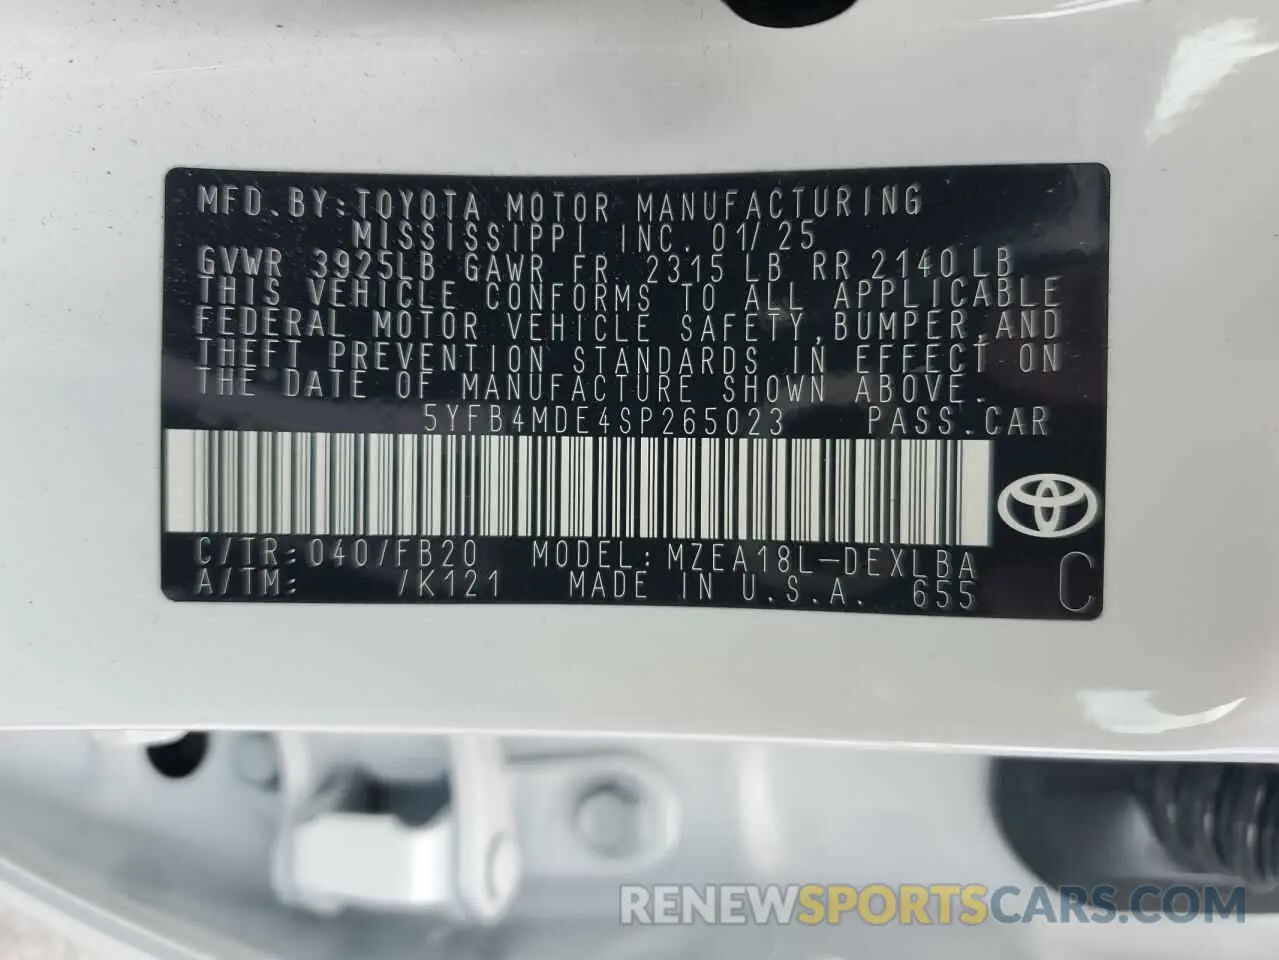 MFD.BY:TOYOTA MOTOR MANUFACTURING
MISSISSIPPI INC. 01/25
GVWR 3925LB GAWR FR 2315 LB RR 2140 LB
THIS VEHICLE CONFORMS TO ALL APPLICABLE
FEDERAL MOTOR VEHICLE SAFETY, BUMPER, AND
THEFT PREVENTION STANDARDS IN EFFECT ON
THE DATE OF MANUFACTURE SHOWN ABOVE.
5YFB4MDE4SP265023 PASS.CAR
C/TR: 040/FB20 MODEL: MZEA18L-DEXLBA
A/TM: /K121 MADE IN U.S.A. 655 C
RENEWSPORTSCARS.COM